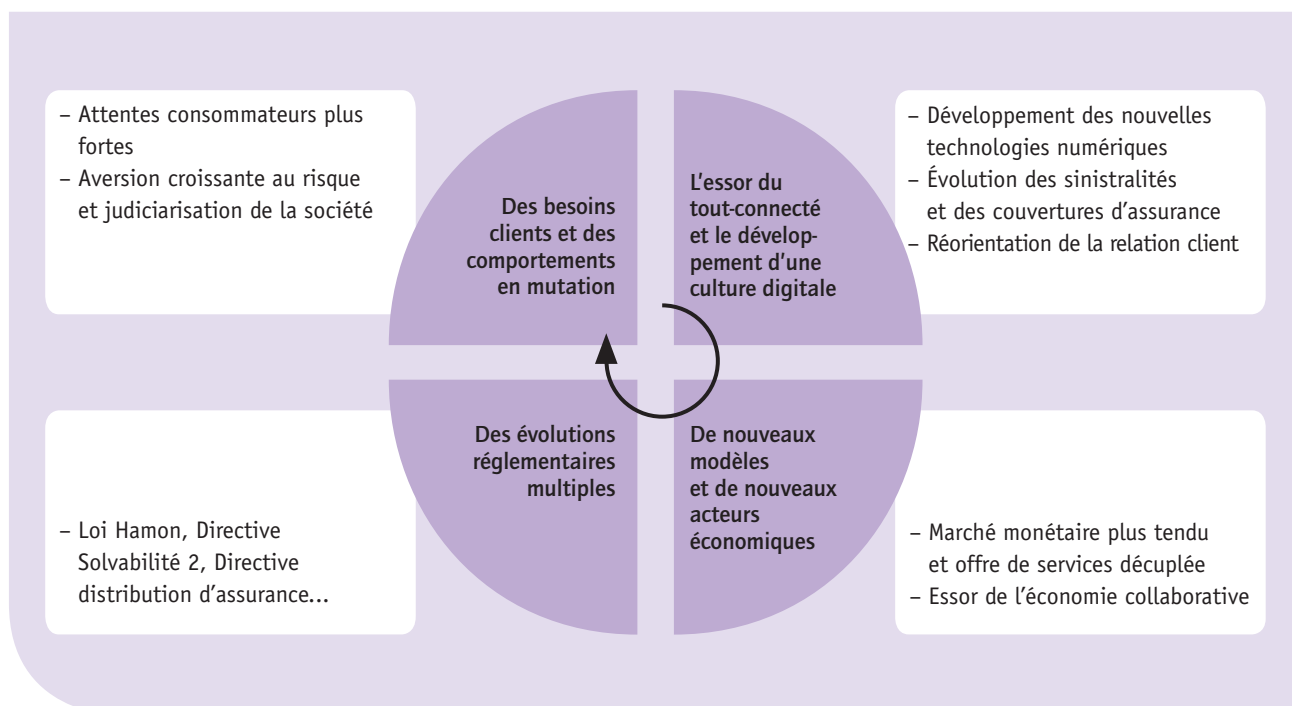 – Attentes consommateurs plus
fortes
– Aversion croissante au risque
et judiciarisation de la société
Des besoins
clients et des
comportements
en mutation
L'essor du
tout-connecté
et le dévelop-
pement d'une
culture digitale
– Développement des nouvelles
technologies numériques
– Évolution des sinistralités
et des couvertures d'assurance
– Réorientation de la relation client
– Loi Hamon, Directive
Solvabilité 2, Directive
distribution d'assurance...
Des évolutions
réglementaires
multiples
De nouveaux
modèles
et de nouveaux
acteurs
économiques
– Marché monétaire plus tendu
et offre de services décuplée
– Essor de l'économie collaborative